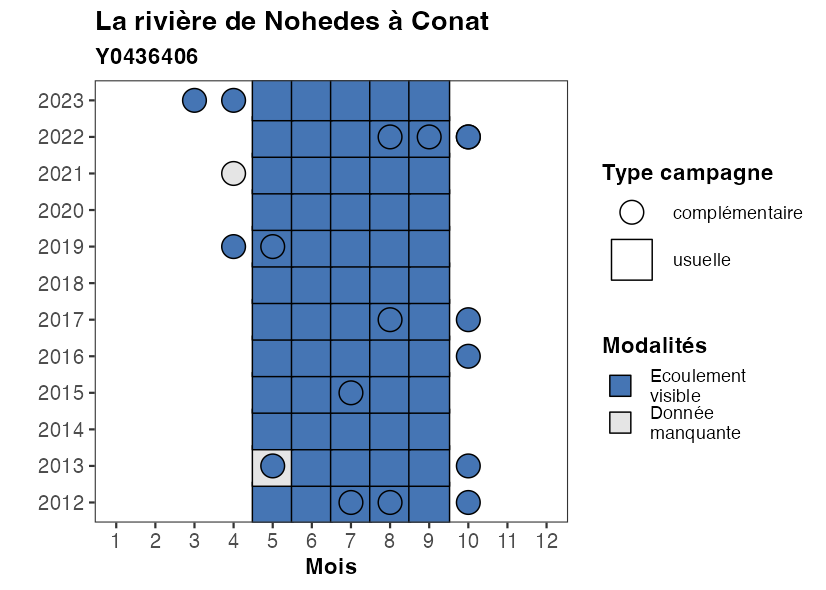 La rivière de Nohedes à Conat
Y0436406
2023
2022
2021
2020
2019
2018
2017
2016
2015
2014
2013
2012
1 2 3 4 5 6 7 8 9 10 11 12
Mois
Type campagne
complémentaire
usuelle
Modalités
Ecoulement
visible
Donnée
manquante